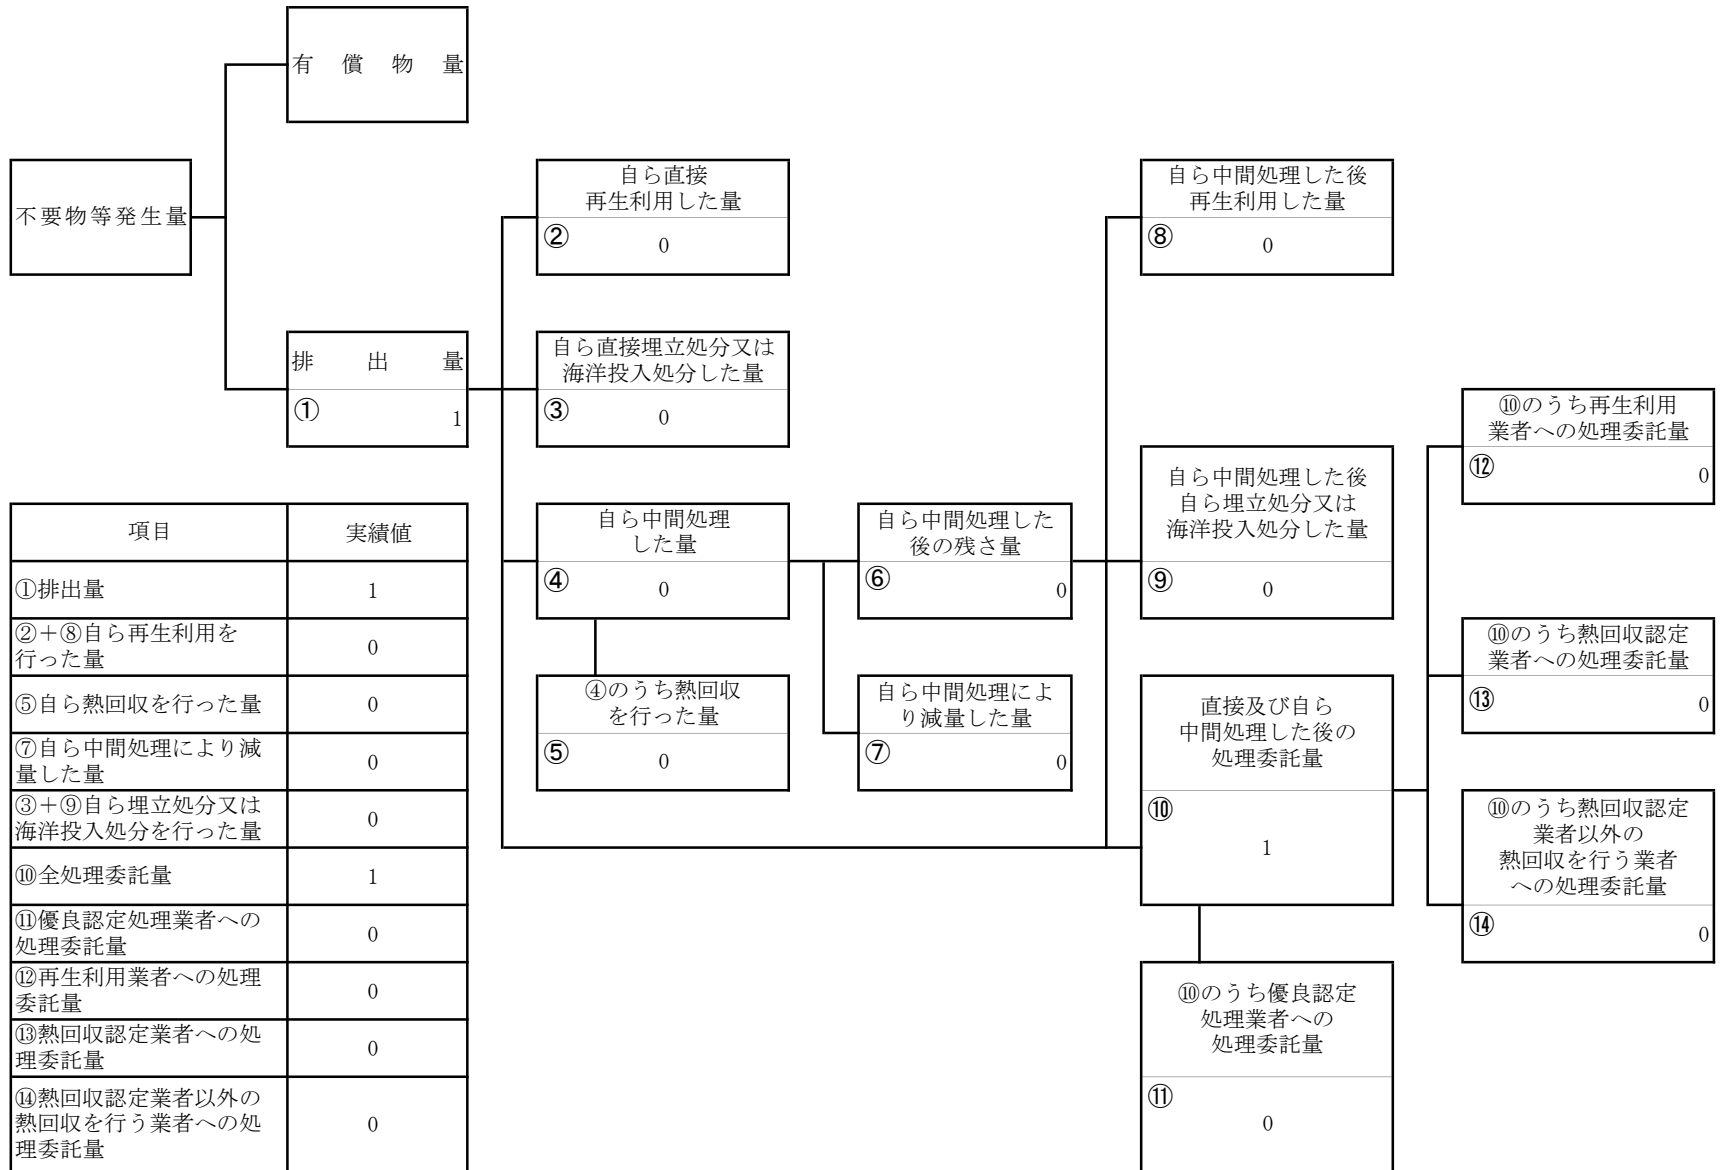 有償物量
不要物等発生量
自ら直接
再生利用した量
②
0
自ら中間処理した後
再生利用した量
⑧
0
排出量
①
1
自ら直接埋立処分又は
海洋投入処分した量
③
0
⑩のうち再生利用
業者への処理委託量
⑫
0
自ら中間処理
した量
④
0
自ら中間処理した
後の残さ量
⑥
0
自ら中間処理した後
自ら埋立処分又は
海洋投入処分した量
⑨
0
④のうち熱回収
を行った量
⑤
0
自ら中間処理によ
り減量した量
⑦
0
直接及び自ら
中間処理した後の
処理委託量
⑩
1
⑩のうち熱回収認定
業者への処理委託量
⑬
0
⑩のうち熱回収認定
業者以外の
熱回収を行う業者
への処理委託量
⑭
0
⑩のうち優良認定
処理業者への
処理委託量
⑪
0
項目 実績値
①排出量 1
②+⑧自ら再生利用を
行った量
0
⑤自ら熱回収を行った量 0
⑦自ら中間処理により減
量した量
0
③+⑨自ら埋立処分又は
海洋投入処分を行った量
0
⑩全処理委託量 1
⑪優良認定処理業者への
処理委託量
0
⑫再生利用業者への処理
委託量
0
⑬熱回収認定業者への処
理委託量
0
⑭熱回収認定業者以外の
熱回収を行う業者への処
理委託量
0